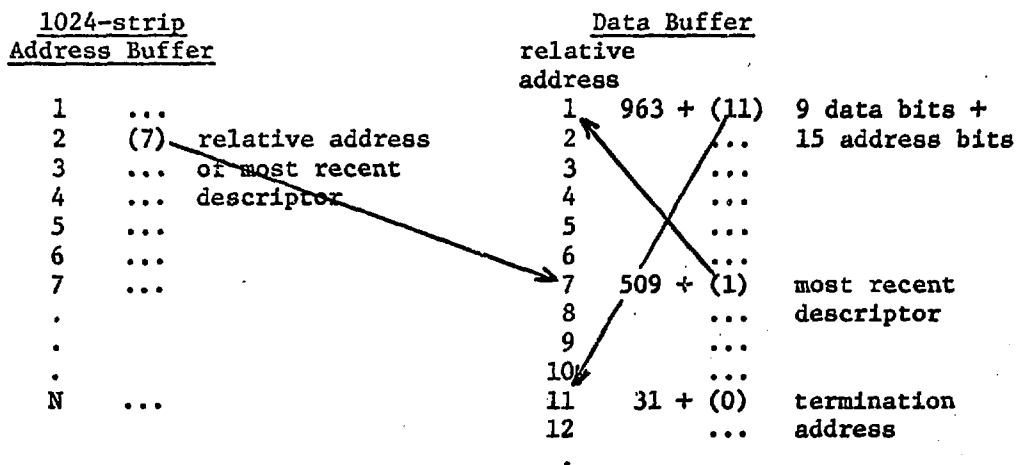 1024-strip Data Buffer
Address Buffer relative
address
1 ... 1 963 + (11) 9 data bits +
2 (7) relative address 2 ... 15 address bits
3 ... of most recent 3 ...
4 ... descriptor 4 ...
5 ... 5 ...
6 ... 6 ...
7 ... 7 509 + (1) most recent
. 8 ... descriptor
. 9 ...
. 10 ...
N ... 11 31 + (0) termination
12 ... address
.